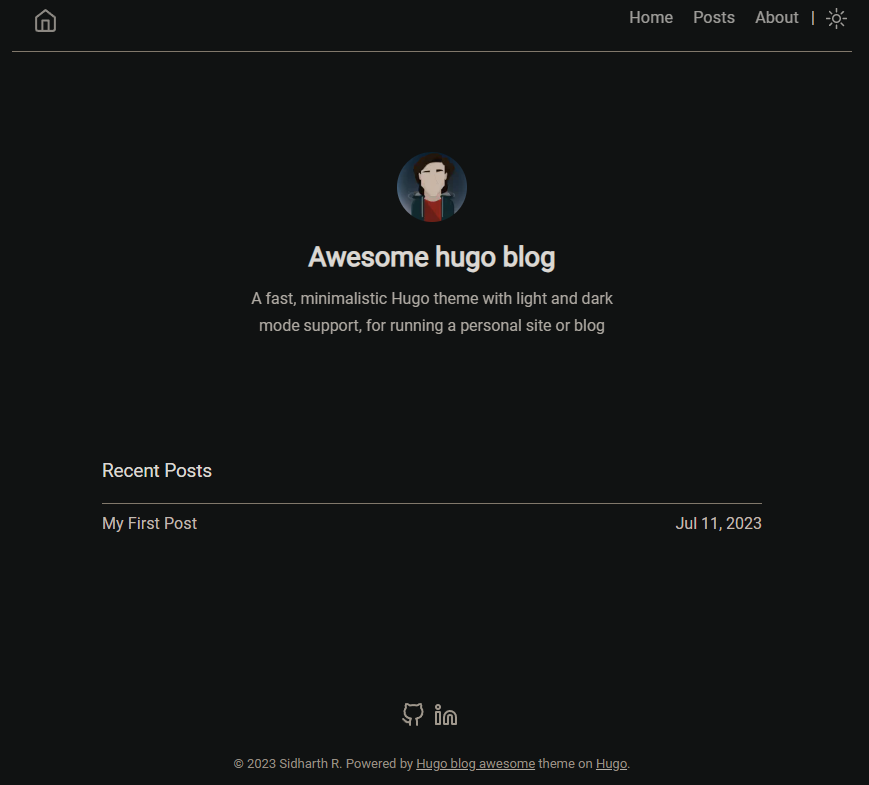 Home Posts About |
Awesome hugo blog
A fast, minimalistic Hugo theme with light and dark
mode support, for running a personal site or blog
Recent Posts
My First Post Jul 11, 2023
© 2023 Sidharth R. Powered by Hugo blog awesome theme on Hugo.